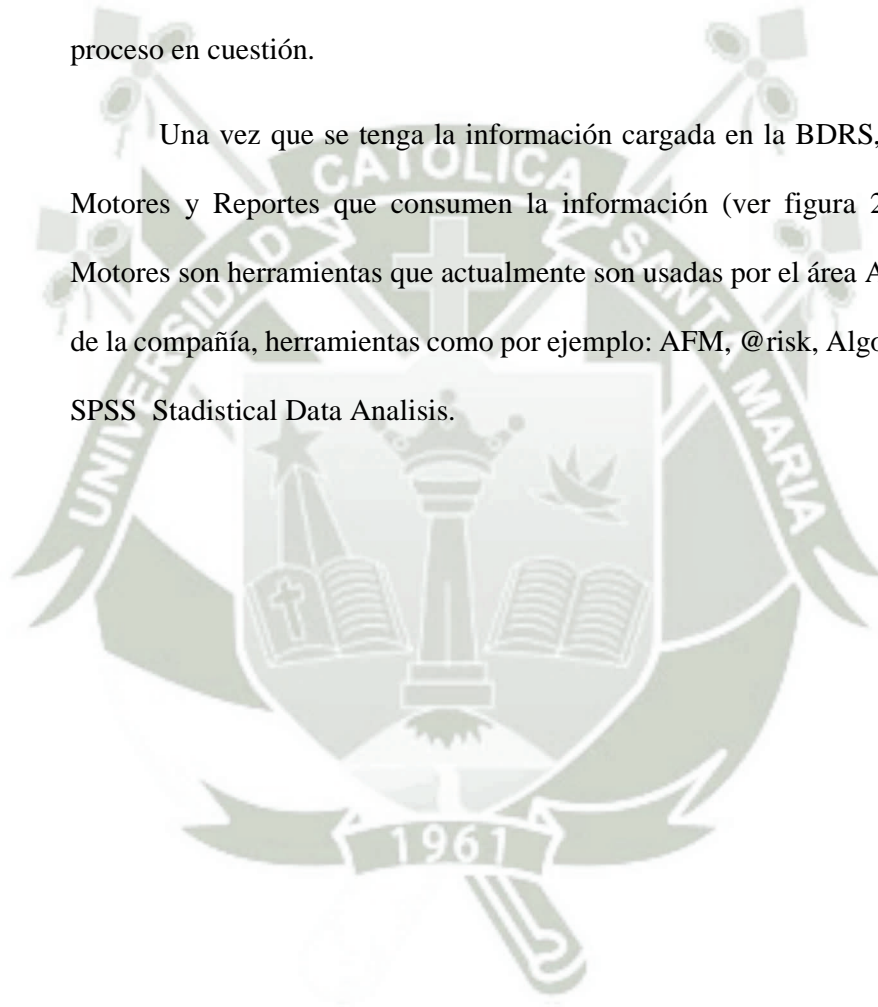 proceso en cuestión.
Una vez que se tenga la información cargada en la BDRS,
Motores y Reportes que consumen la información (ver figura 2
Motores son herramientas que actualmente son usadas por el área A
de la compañía, herramientas como por ejemplo: AFM, @risk, Algo
SPSS Stadistical Data Analisis.
UNIVERSIDAD CATOLICA SANTA MARIA
1961